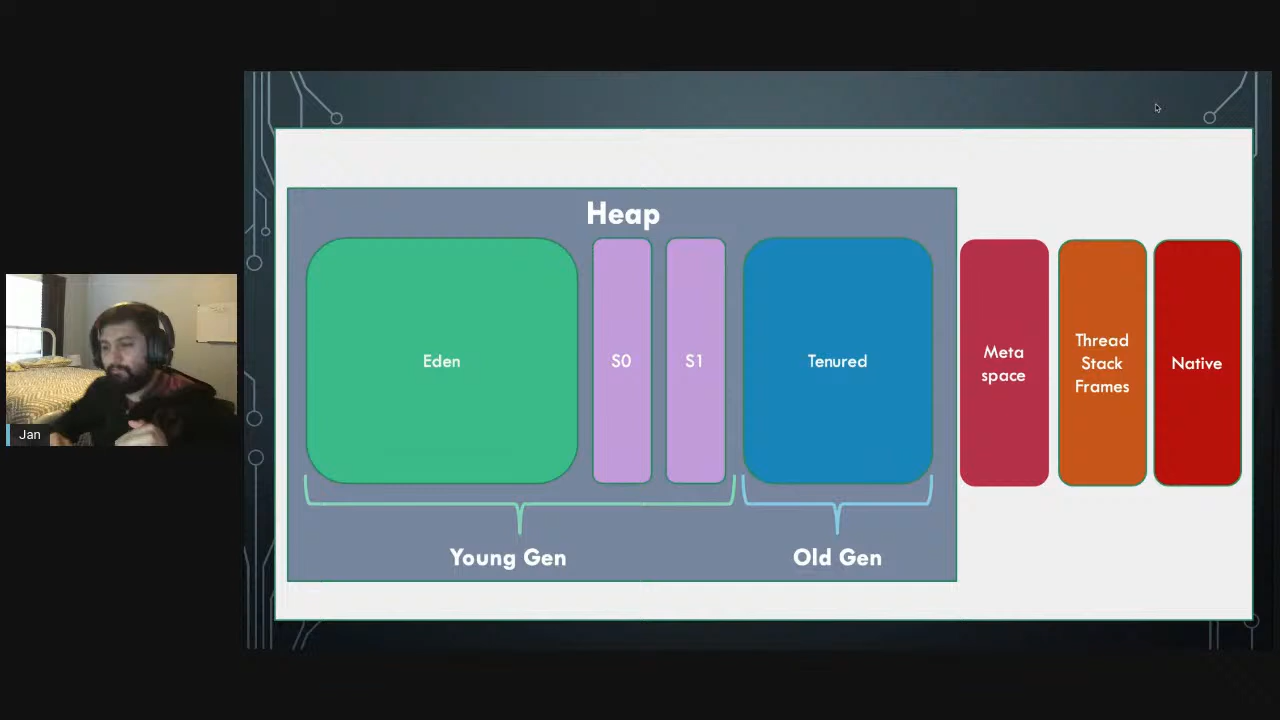 Heap
Eden
S0
S1
Tenured
Meta
space
Thread
Stack
Frames
Native
Young Gen
Old Gen
Jan